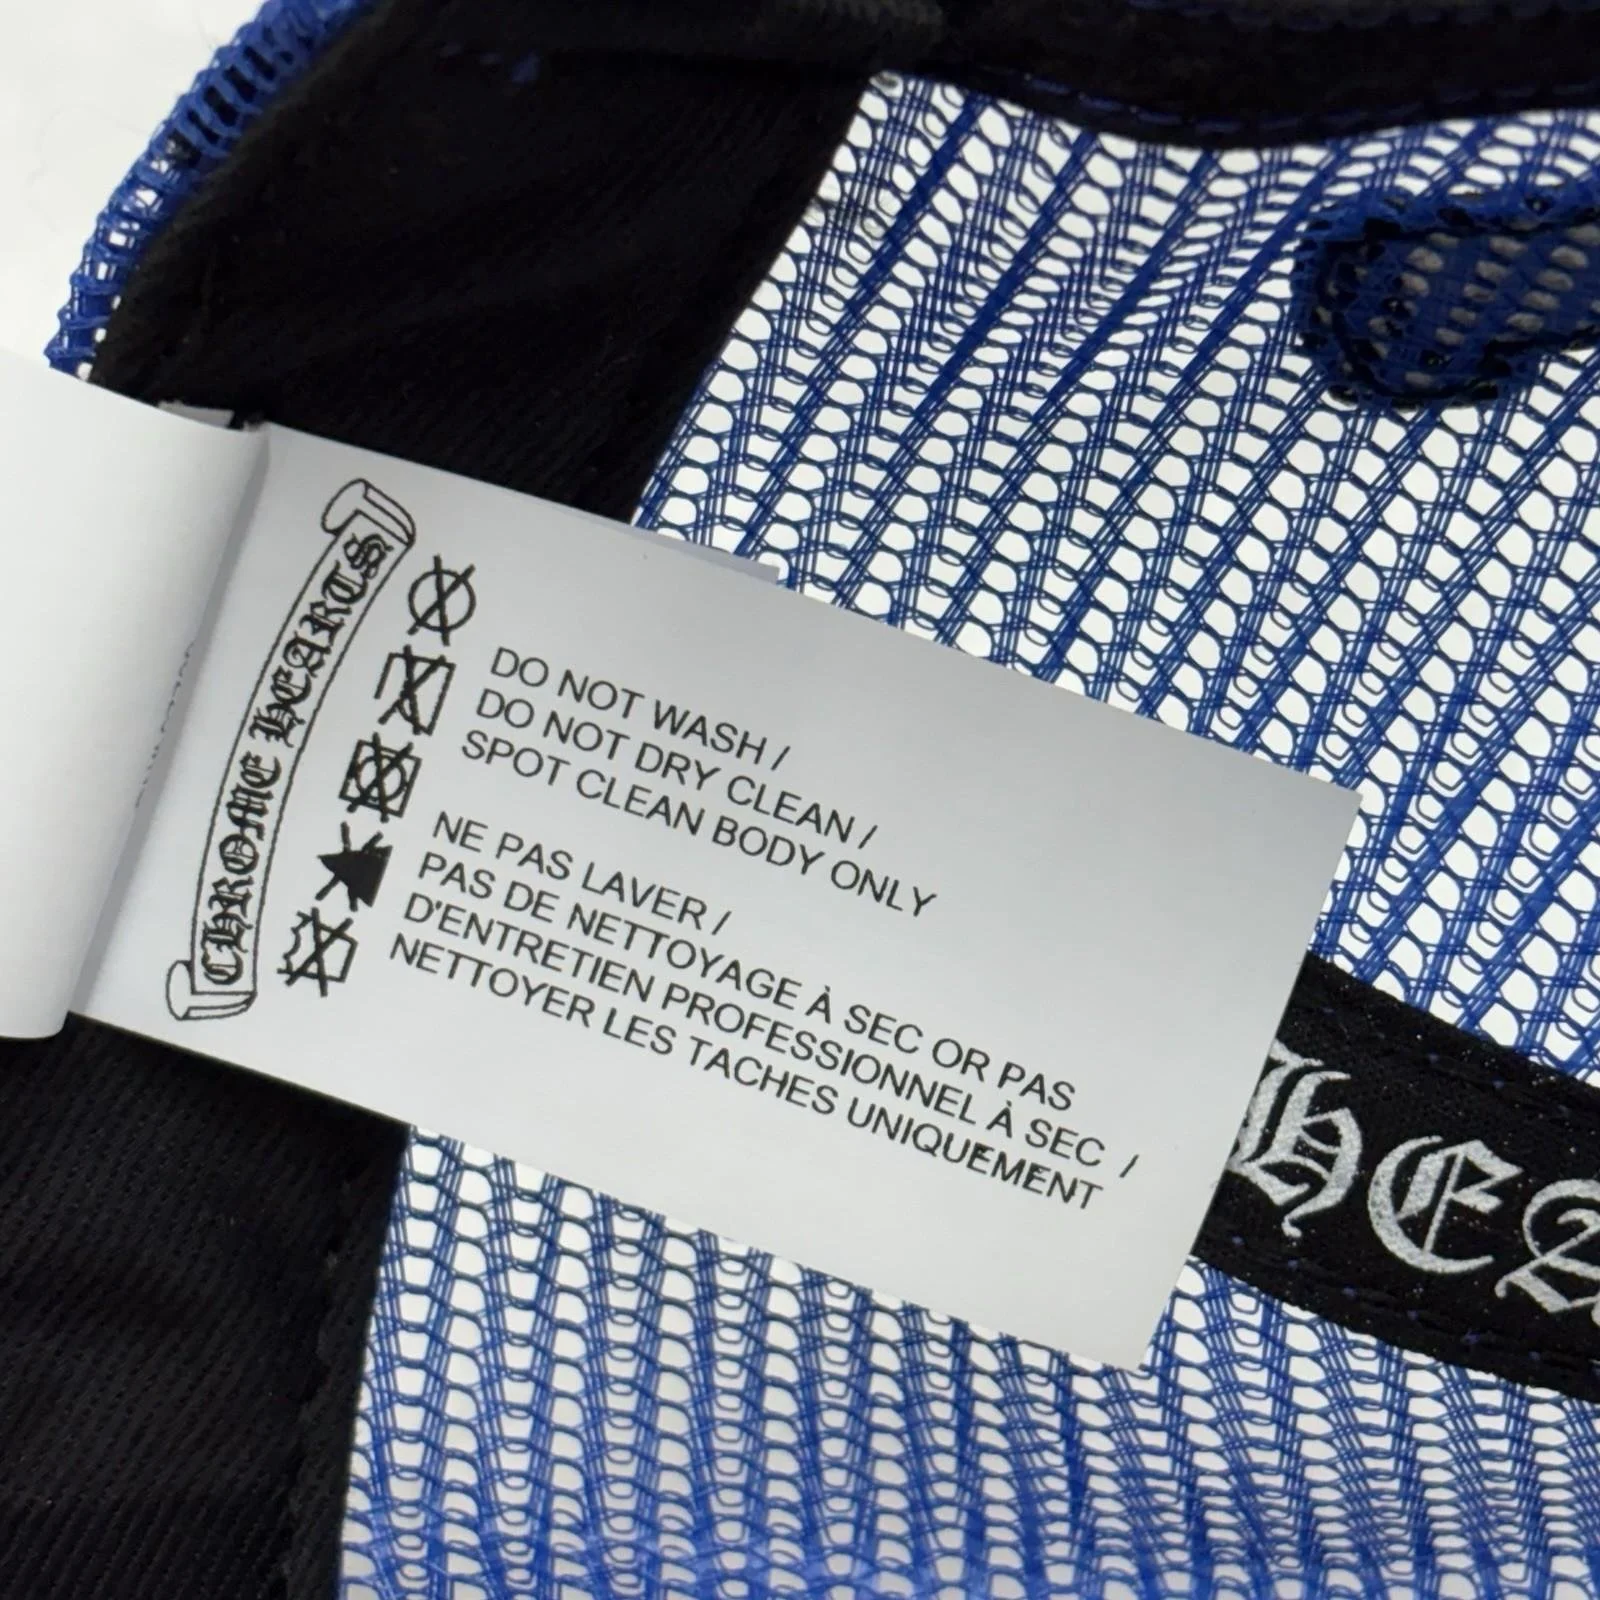 CHROME HEARTS
DO NOT WASH /
DO NOT DRY CLEAN /
SPOT CLEAN BODY ONLY
NE PAS LAVER /
PAS DE NETTOYAGE À SEC OR PAS
D'ENTRETIEN PROFESSIONNEL À SEC /
NETTOYER LES TACHES UNIQUEMENT
HEA